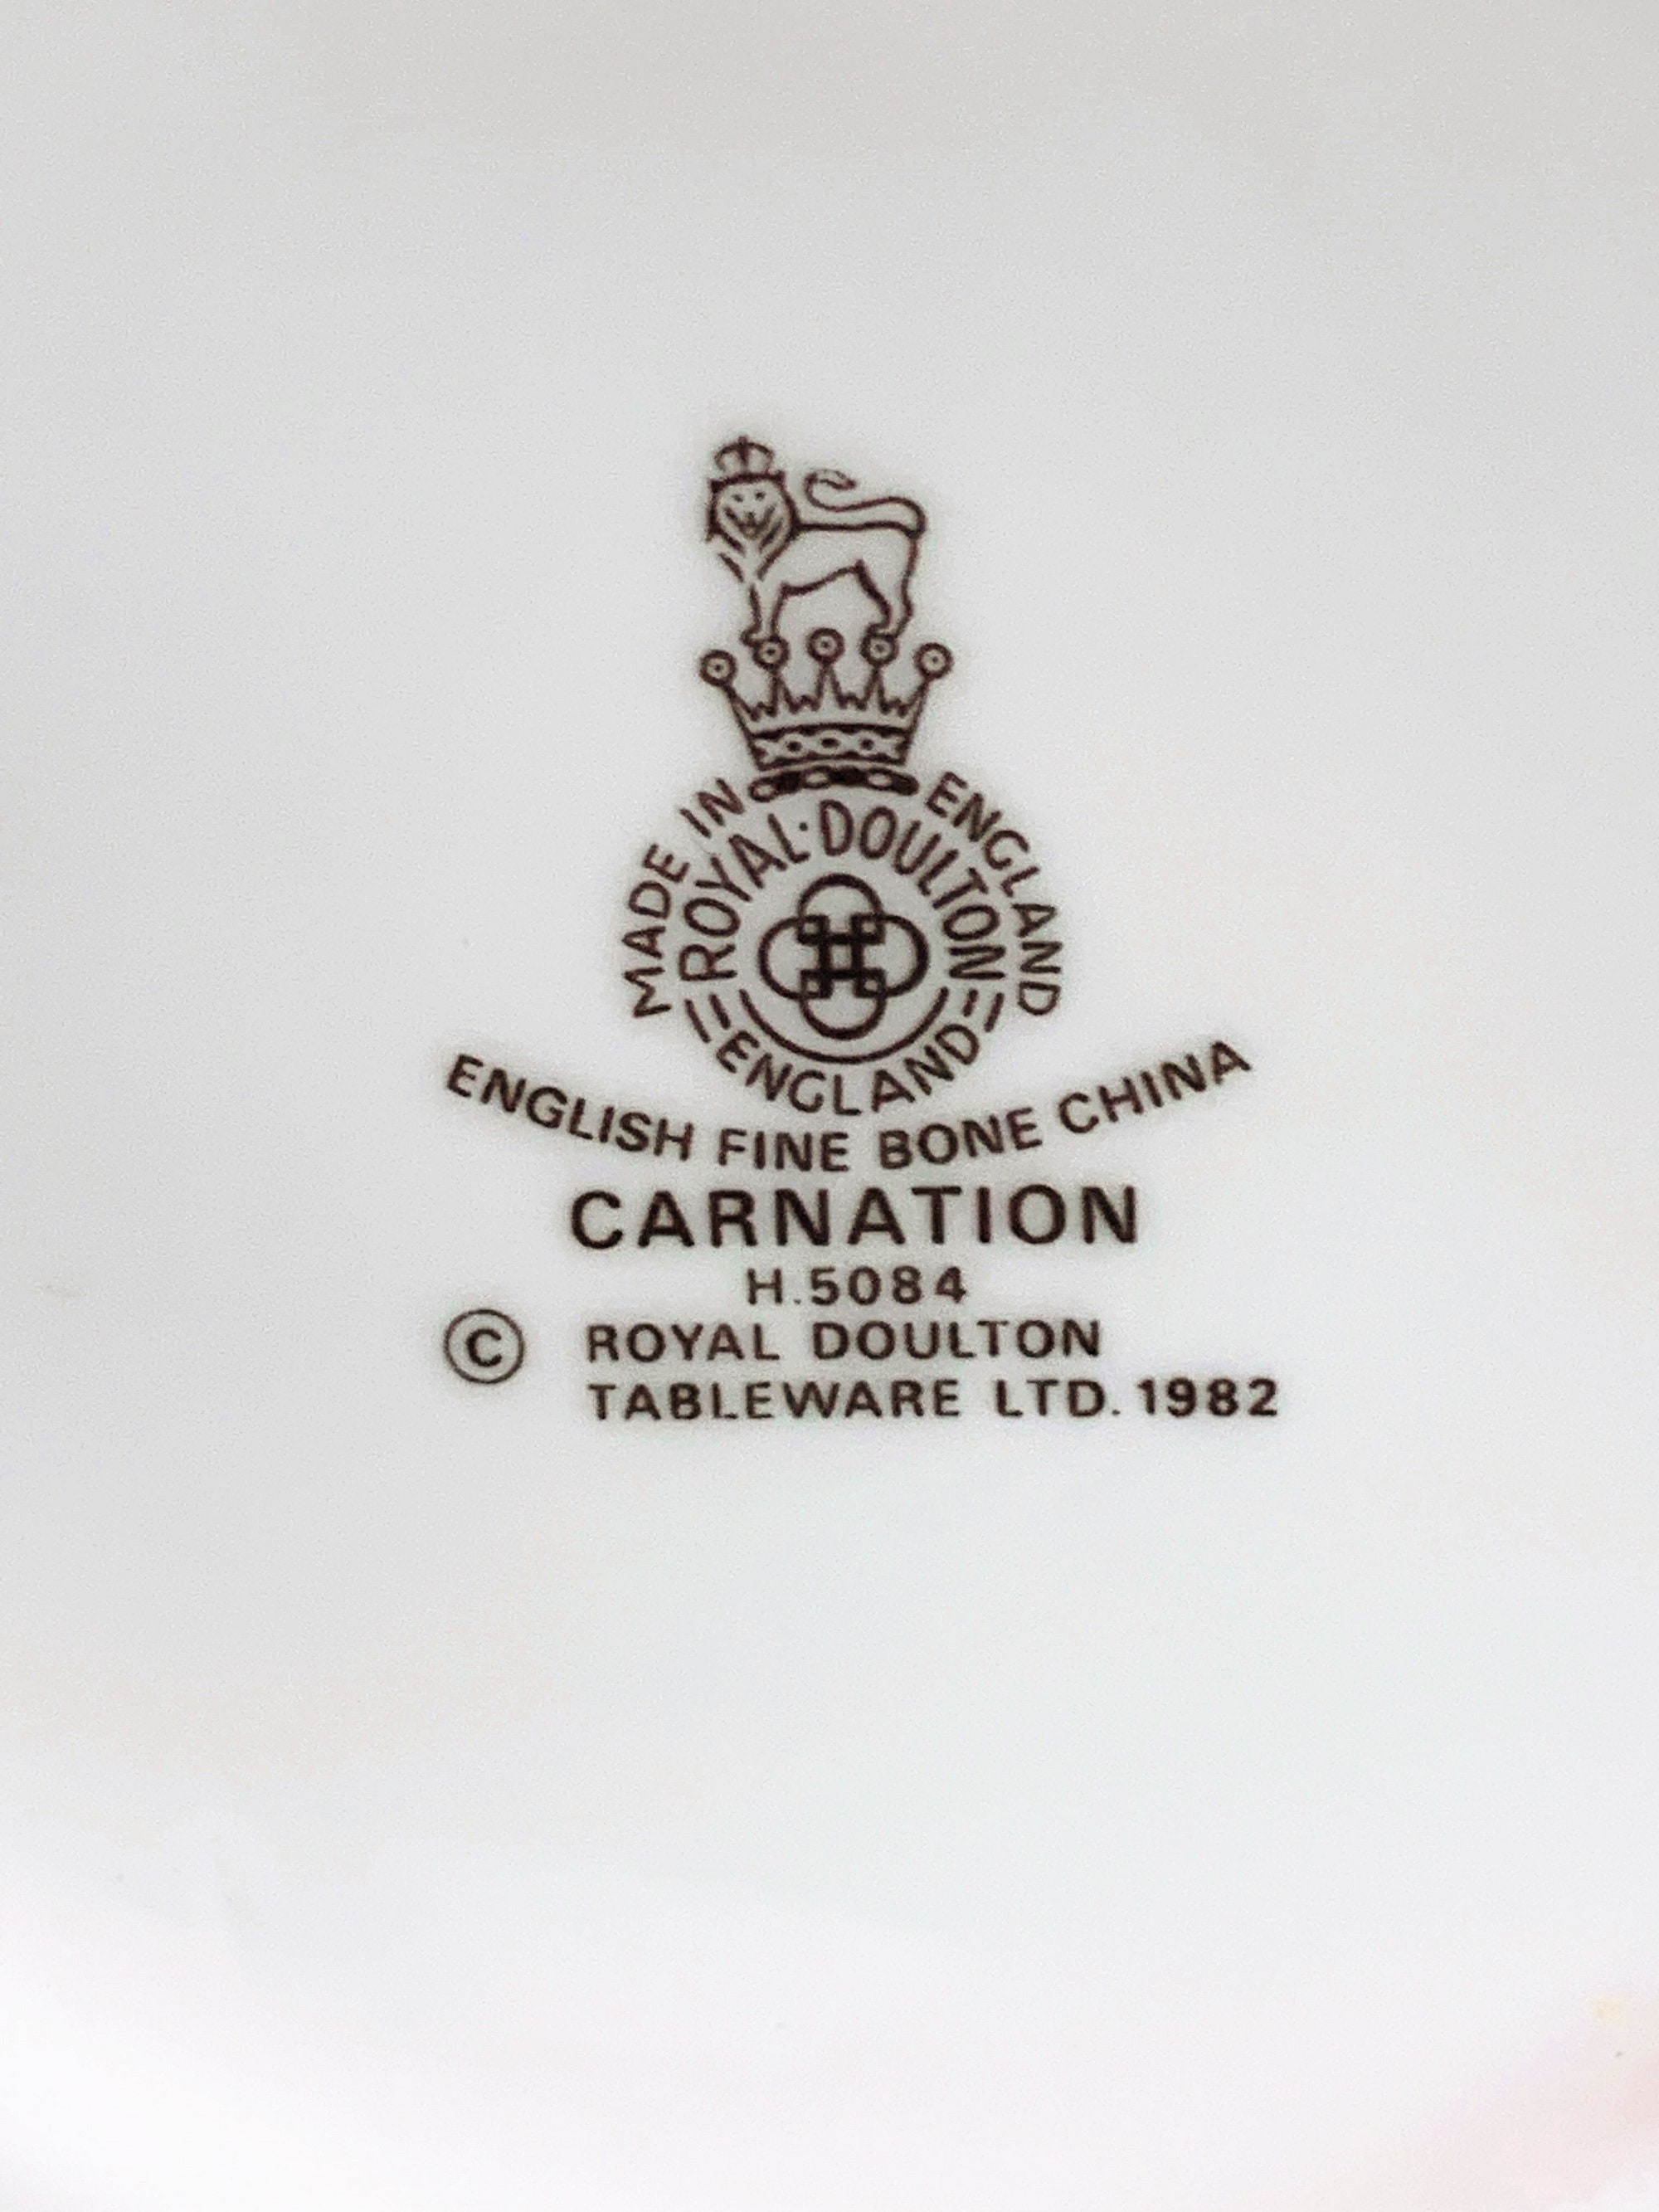 MADE IN ENGLAND
ROYAL·DOULTON
ENGLAND
ENGLISH FINE BONE CHINA
CARNATION
H.5084
© ROYAL DOULTON
TABLEWARE LTD. 1982